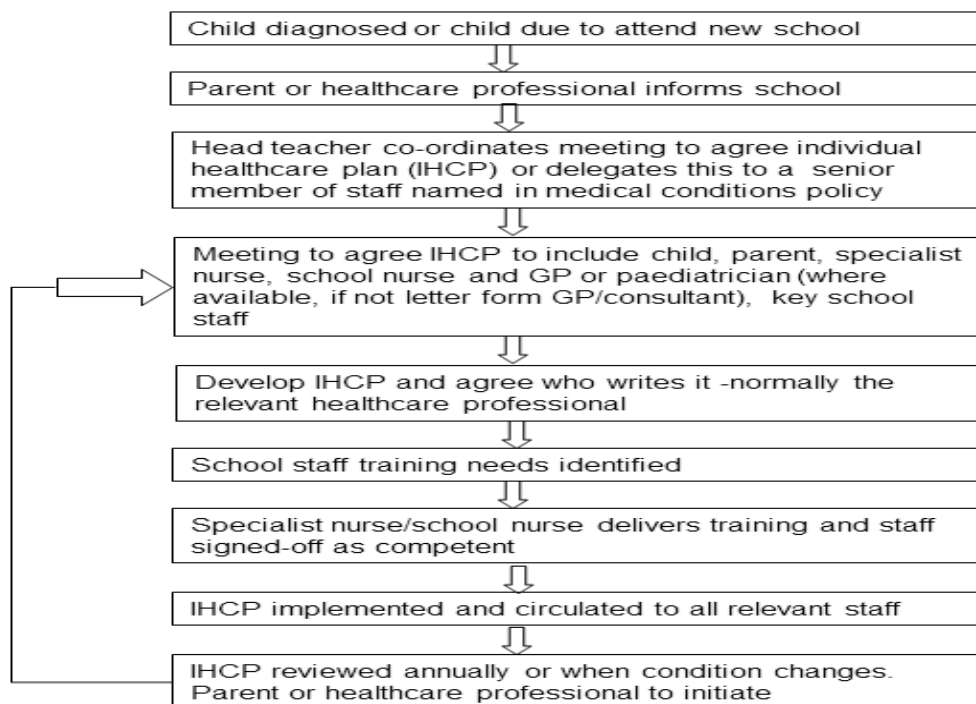 Child diagnosed or child due to attend new school
Parent or healthcare professional informs school
Head teacher co-ordinates meeting to agree individual
healthcare plan (IHCP) or delegates this to a senior
member of staff named in medical conditions policy
Meeting to agree IHCP to include child, parent, specialist
nurse, school nurse and GP or paediatrician (where
available, if not letter form GP/consultant), key school
staff
Develop IHCP and agree who writes it -normally the
relevant healthcare professional
School staff training needs identified
Specialist nurse/school nurse delivers training and staff
signed-off as competent
IHCP implemented and circulated to all relevant staff
IHCP reviewed annually or when condition changes.
Parent or healthcare professional to initiate